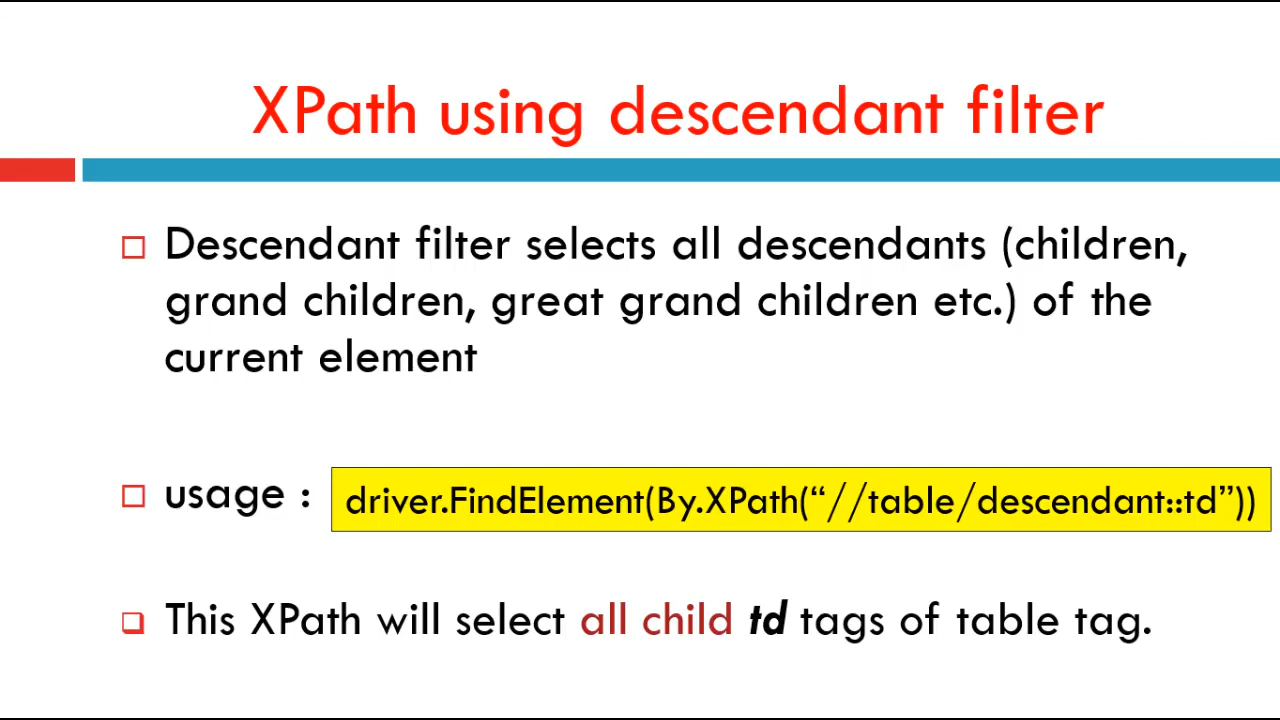 XPath using descendant filter
Descendant filter selects all descendants (children,
grand children, great grand children etc.) of the
current element
usage :
driver.FindElement(By.XPath(“//table/descendant::td”))
This XPath will select all child td tags of table tag.